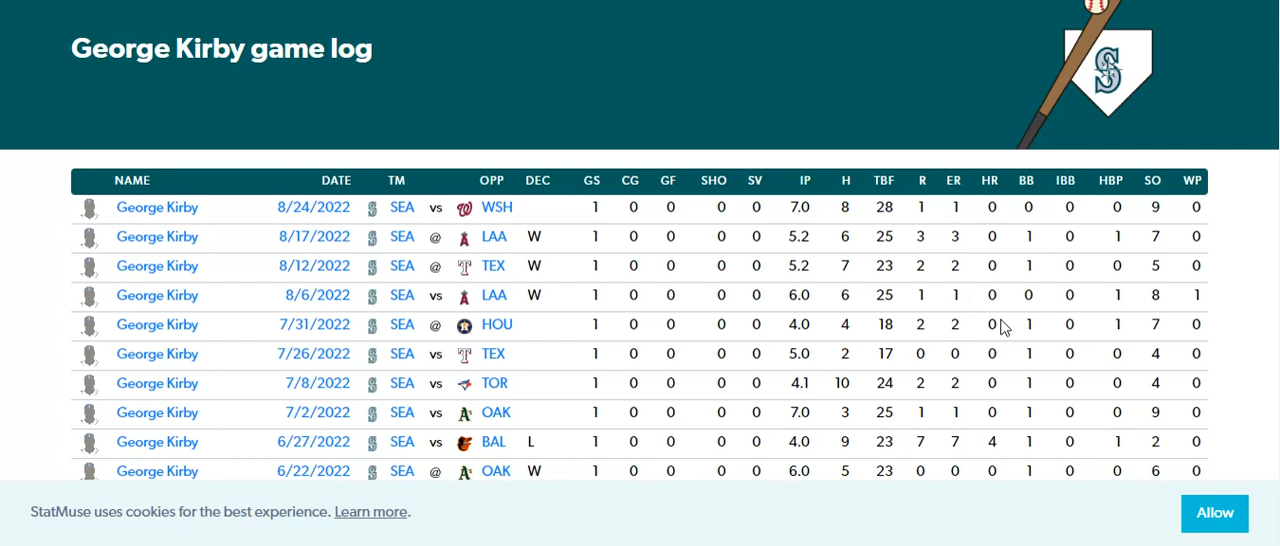 George Kirby game log
S
NAME DATE TM OPP DEC GS CG GF SHO SV IP H TBF R ER HR BB IBB HBP SO WP
George Kirby 8/24/2022 SEA vs WSH 1 0 0 0 0 7.0 8 28 1 1 0 0 0 0 9 0
George Kirby 8/17/2022 SEA @ LAA W 1 0 0 0 0 5.2 6 25 3 3 0 1 0 1 7 0
George Kirby 8/12/2022 SEA @ TEX W 1 0 0 0 0 5.2 7 23 2 2 0 1 0 0 5 0
George Kirby 8/6/2022 SEA vs LAA W 1 0 0 0 0 6.0 6 25 1 1 0 0 0 1 8 1
George Kirby 7/31/2022 SEA @ HOU 1 0 0 0 0 4.0 4 18 2 2 0 1 0 1 7 0
George Kirby 7/26/2022 SEA vs TEX 1 0 0 0 0 5.0 2 17 0 0 0 1 0 0 4 0
George Kirby 7/8/2022 SEA vs TOR 1 0 0 0 0 4.1 10 24 2 2 0 1 0 0 4 0
George Kirby 7/2/2022 SEA vs OAK 1 0 0 0 0 7.0 3 25 1 1 0 1 0 0 9 0
George Kirby 6/27/2022 SEA vs BAL L 1 0 0 0 0 4.0 9 23 7 7 4 1 0 1 2 0
George Kirby 6/22/2022 SEA @ OAK W 1 0 0 0 0 6.0 5 23 0 0 0 1 0 0 6 0
StatMuse uses cookies for the best experience. Learn more.
Allow